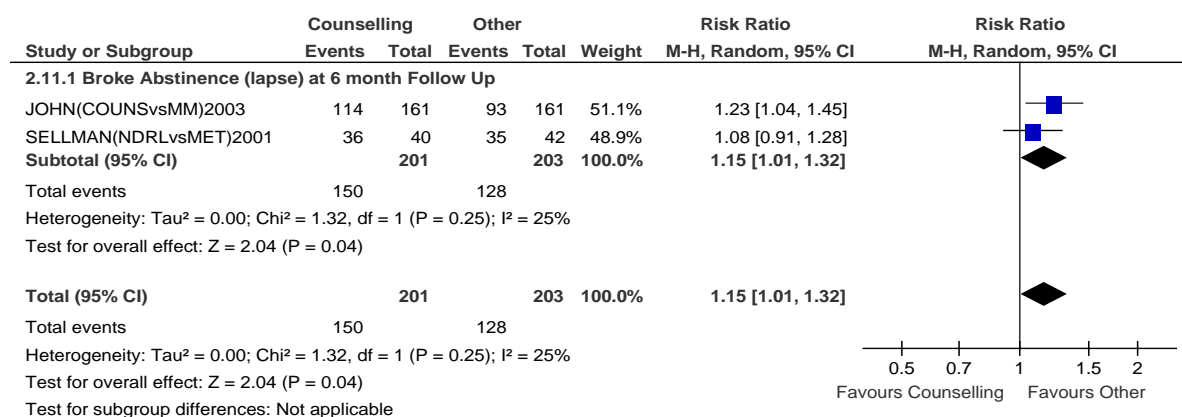 Counselling Other Risk Ratio Risk Ratio
Study or Subgroup Events Total Events Total Weight M-H, Random, 95% CI M-H, Random, 95% CI
2.11.1 Broke Abstinence (lapse) at 6 month Follow Up
JOHN(COUNSvsMM)2003 114 161 93 161 51.1% 1.23 [1.04, 1.45]
SELLMAN(NDRLvsMET)2001 36 40 35 42 48.9% 1.08 [0.91, 1.28]
Subtotal (95% CI) 201 203 100.0% 1.15 [1.01, 1.32]
Total events 150 128
Heterogeneity: Tau² = 0.00; Chi² = 1.32, df = 1 (P = 0.25); I² = 25%
Test for overall effect: Z = 2.04 (P = 0.04)
Total (95% CI) 201 203 100.0% 1.15 [1.01, 1.32]
Total events 150 128
Heterogeneity: Tau² = 0.00; Chi² = 1.32, df = 1 (P = 0.25); I² = 25%
Test for overall effect: Z = 2.04 (P = 0.04)
Test for subgroup differences: Not applicable
0.5 0.7 1 1.5 2
Favours Counselling Favours Other